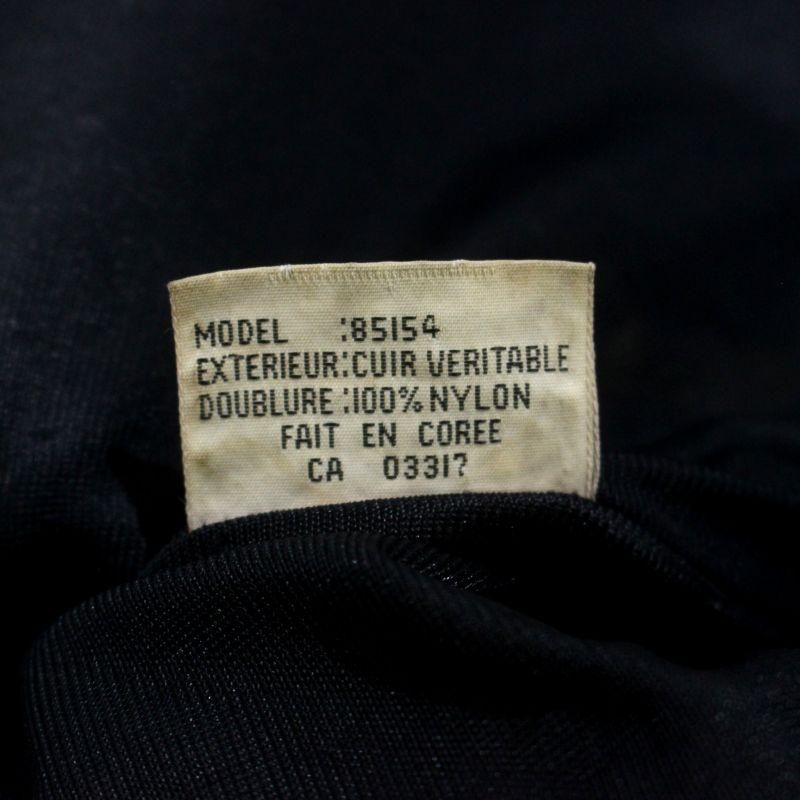 MODEL :85154
EXTERIEUR:CUIR VERITABLE
DOUBLURE:100% NYLON
FAIT EN COREE
CA 03317